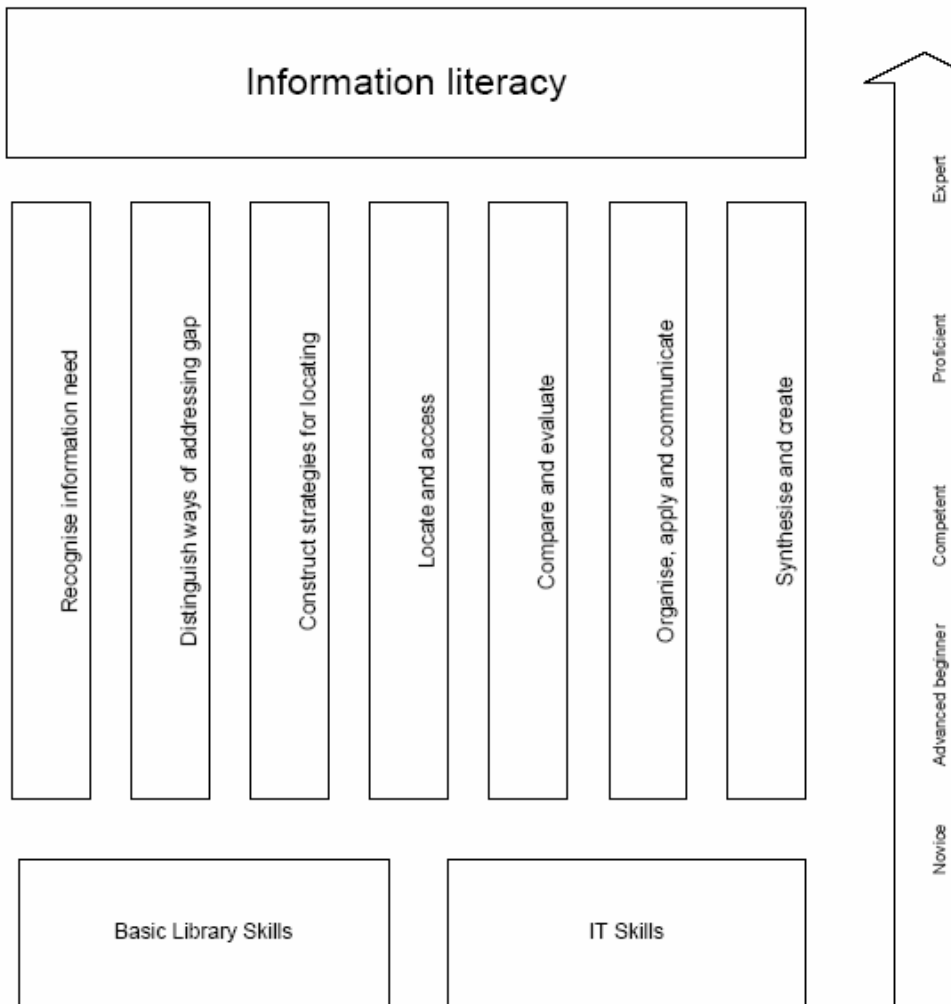 Information literacy
Recognise information need
Distinguish ways of addressing gap
Construct strategies for locating
Locate and access
Compare and evaluate
Organise, apply and communicate
Synthesise and create
Expert
Proficient
Competent
Advanced beginner
Novice
Basic Library Skills
IT Skills